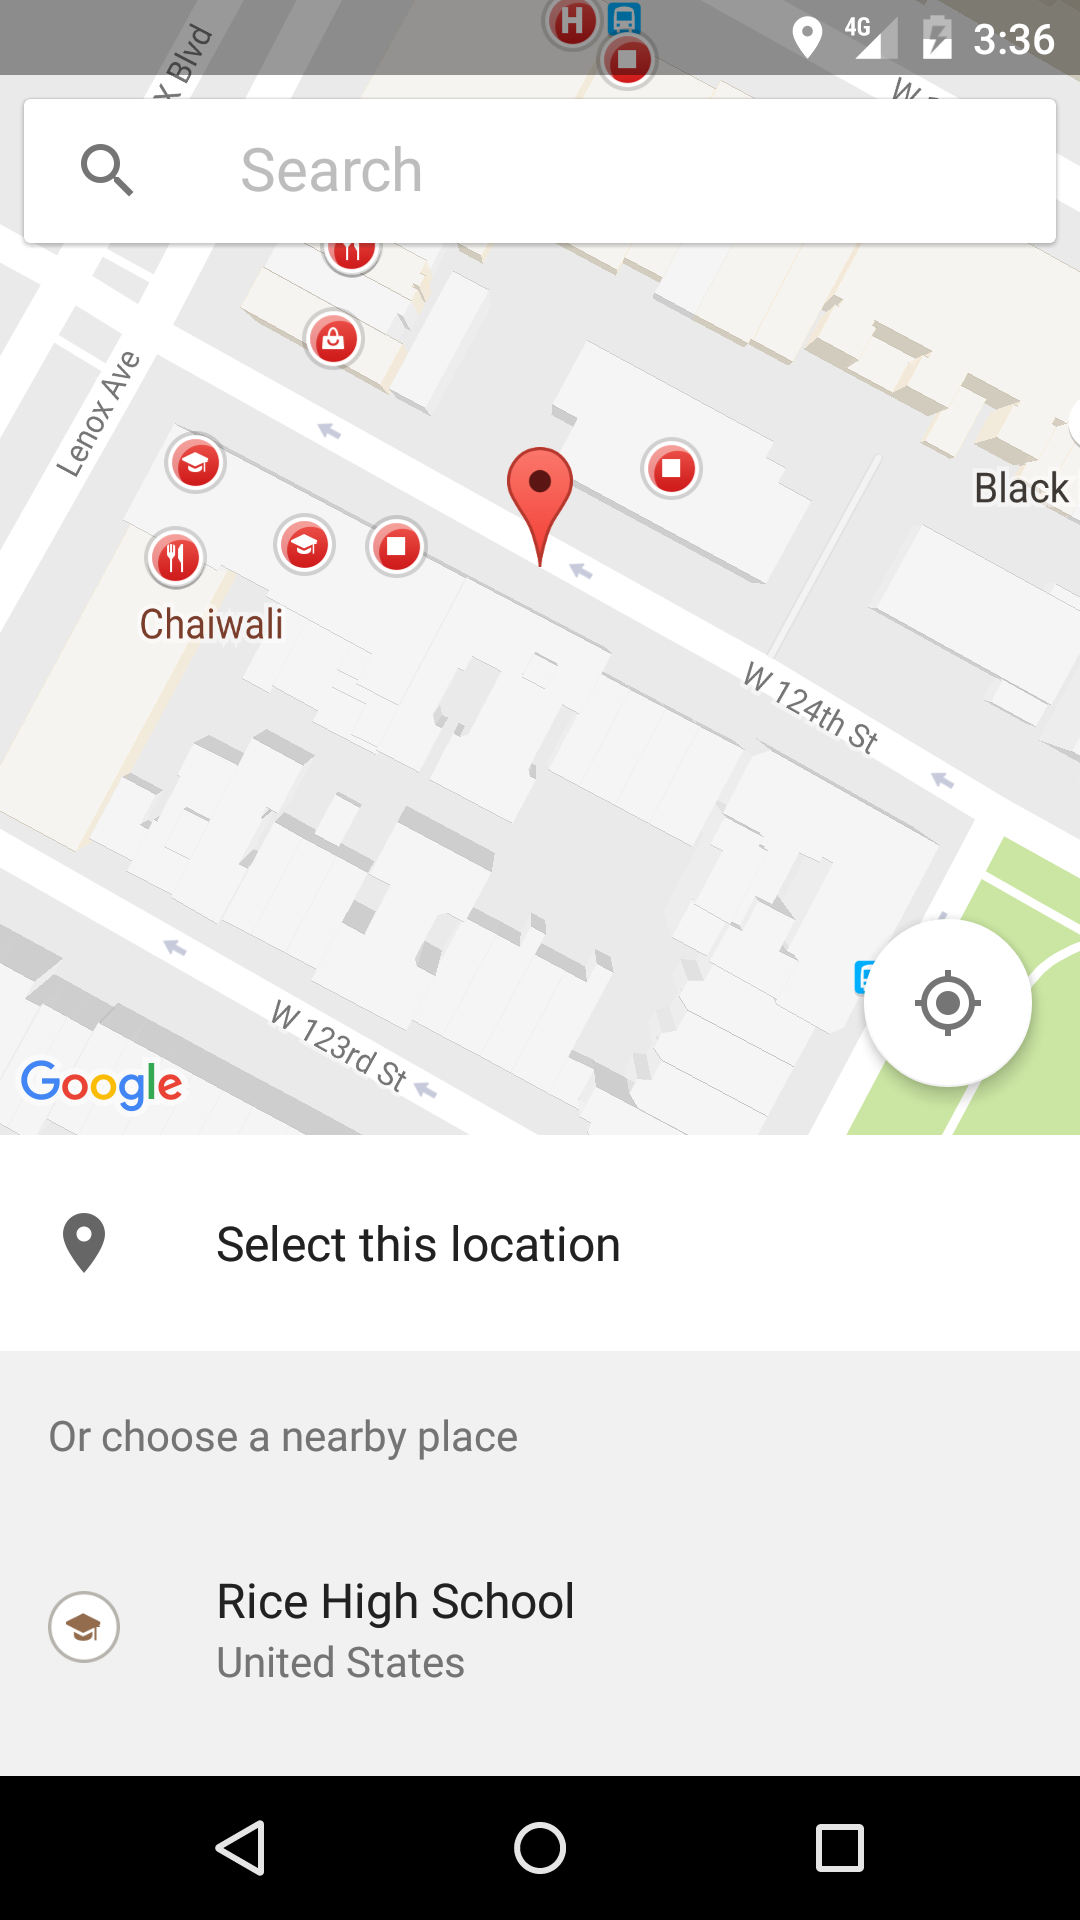 4G 3:36
X Blvd
W
Search
Lenox Ave
Black
Chaiwali
W 124th St
W 123rd St
Google
Select this location
Or choose a nearby place
Rice High School
United States